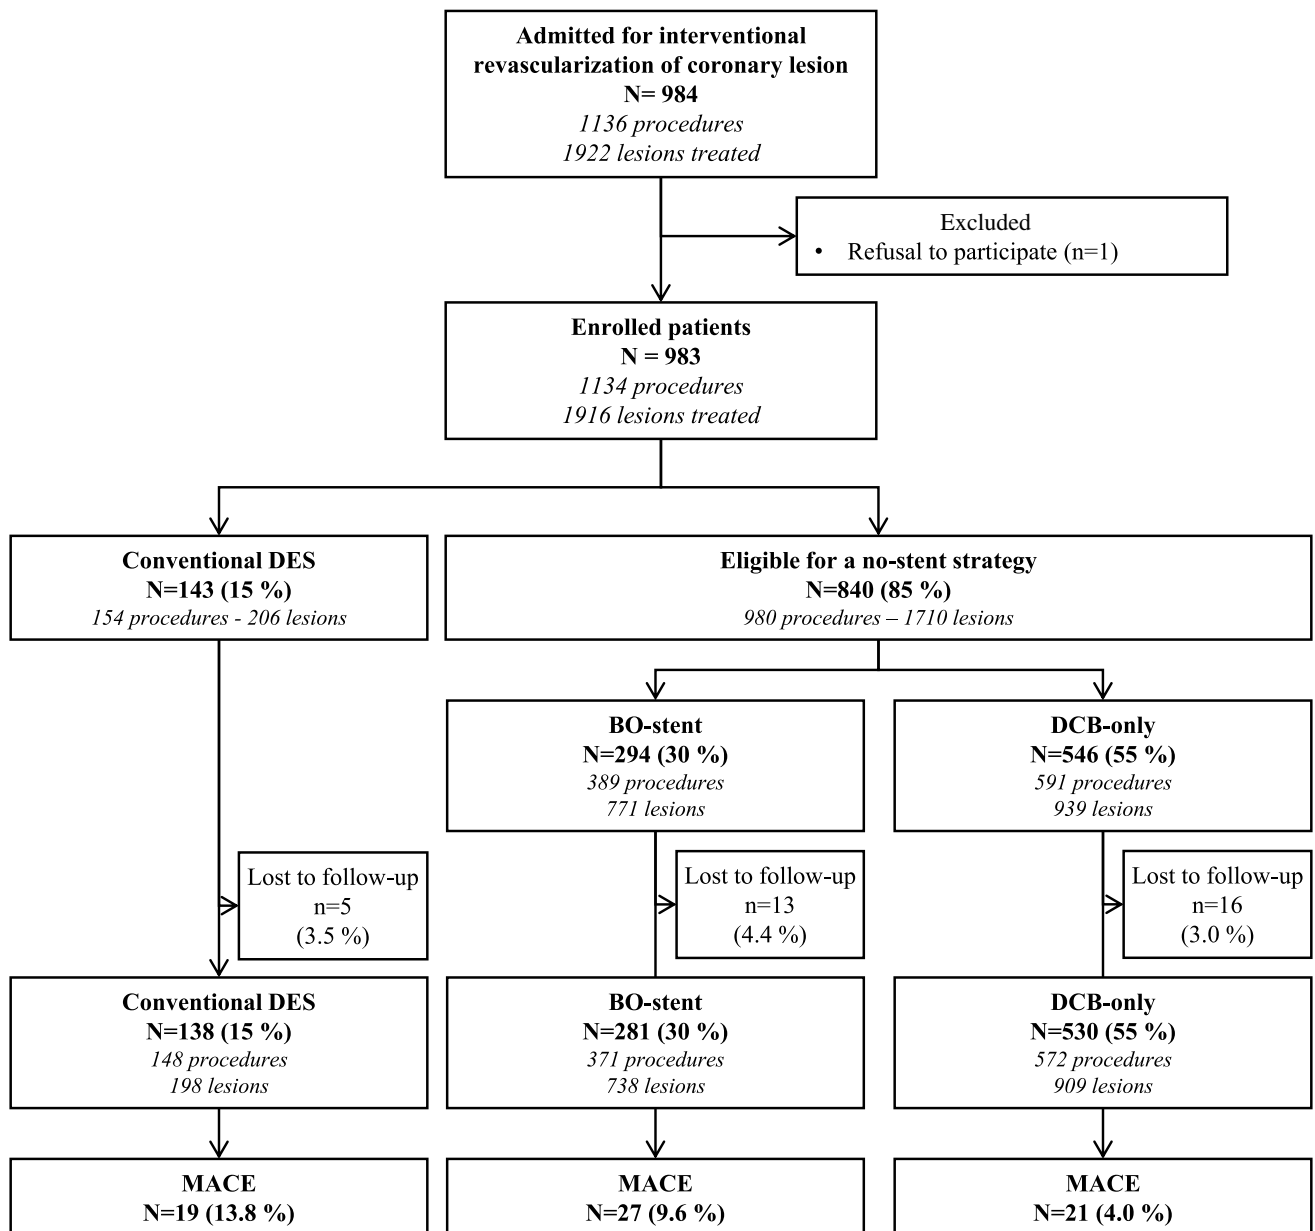 Admitted for interventional
revascularization of coronary lesion
N= 984
1136 procedures
1922 lesions treated
Excluded
• Refusal to participate (n=1)
Enrolled patients
N = 983
1134 procedures
1916 lesions treated
Conventional DES
N=143 (15 %)
154 procedures - 206 lesions
Eligible for a no-stent strategy
N=840 (85 %)
980 procedures – 1710 lesions
BO-stent
N=294 (30 %)
389 procedures
771 lesions
DCB-only
N=546 (55 %)
591 procedures
939 lesions
Lost to follow-up
n=5
(3.5 %)
Lost to follow-up
n=13
(4.4 %)
Lost to follow-up
n=16
(3.0 %)
Conventional DES
N=138 (15 %)
148 procedures
198 lesions
BO-stent
N=281 (30 %)
371 procedures
738 lesions
DCB-only
N=530 (55 %)
572 procedures
909 lesions
MACE
N=19 (13.8 %)
MACE
N=27 (9.6 %)
MACE
N=21 (4.0 %)